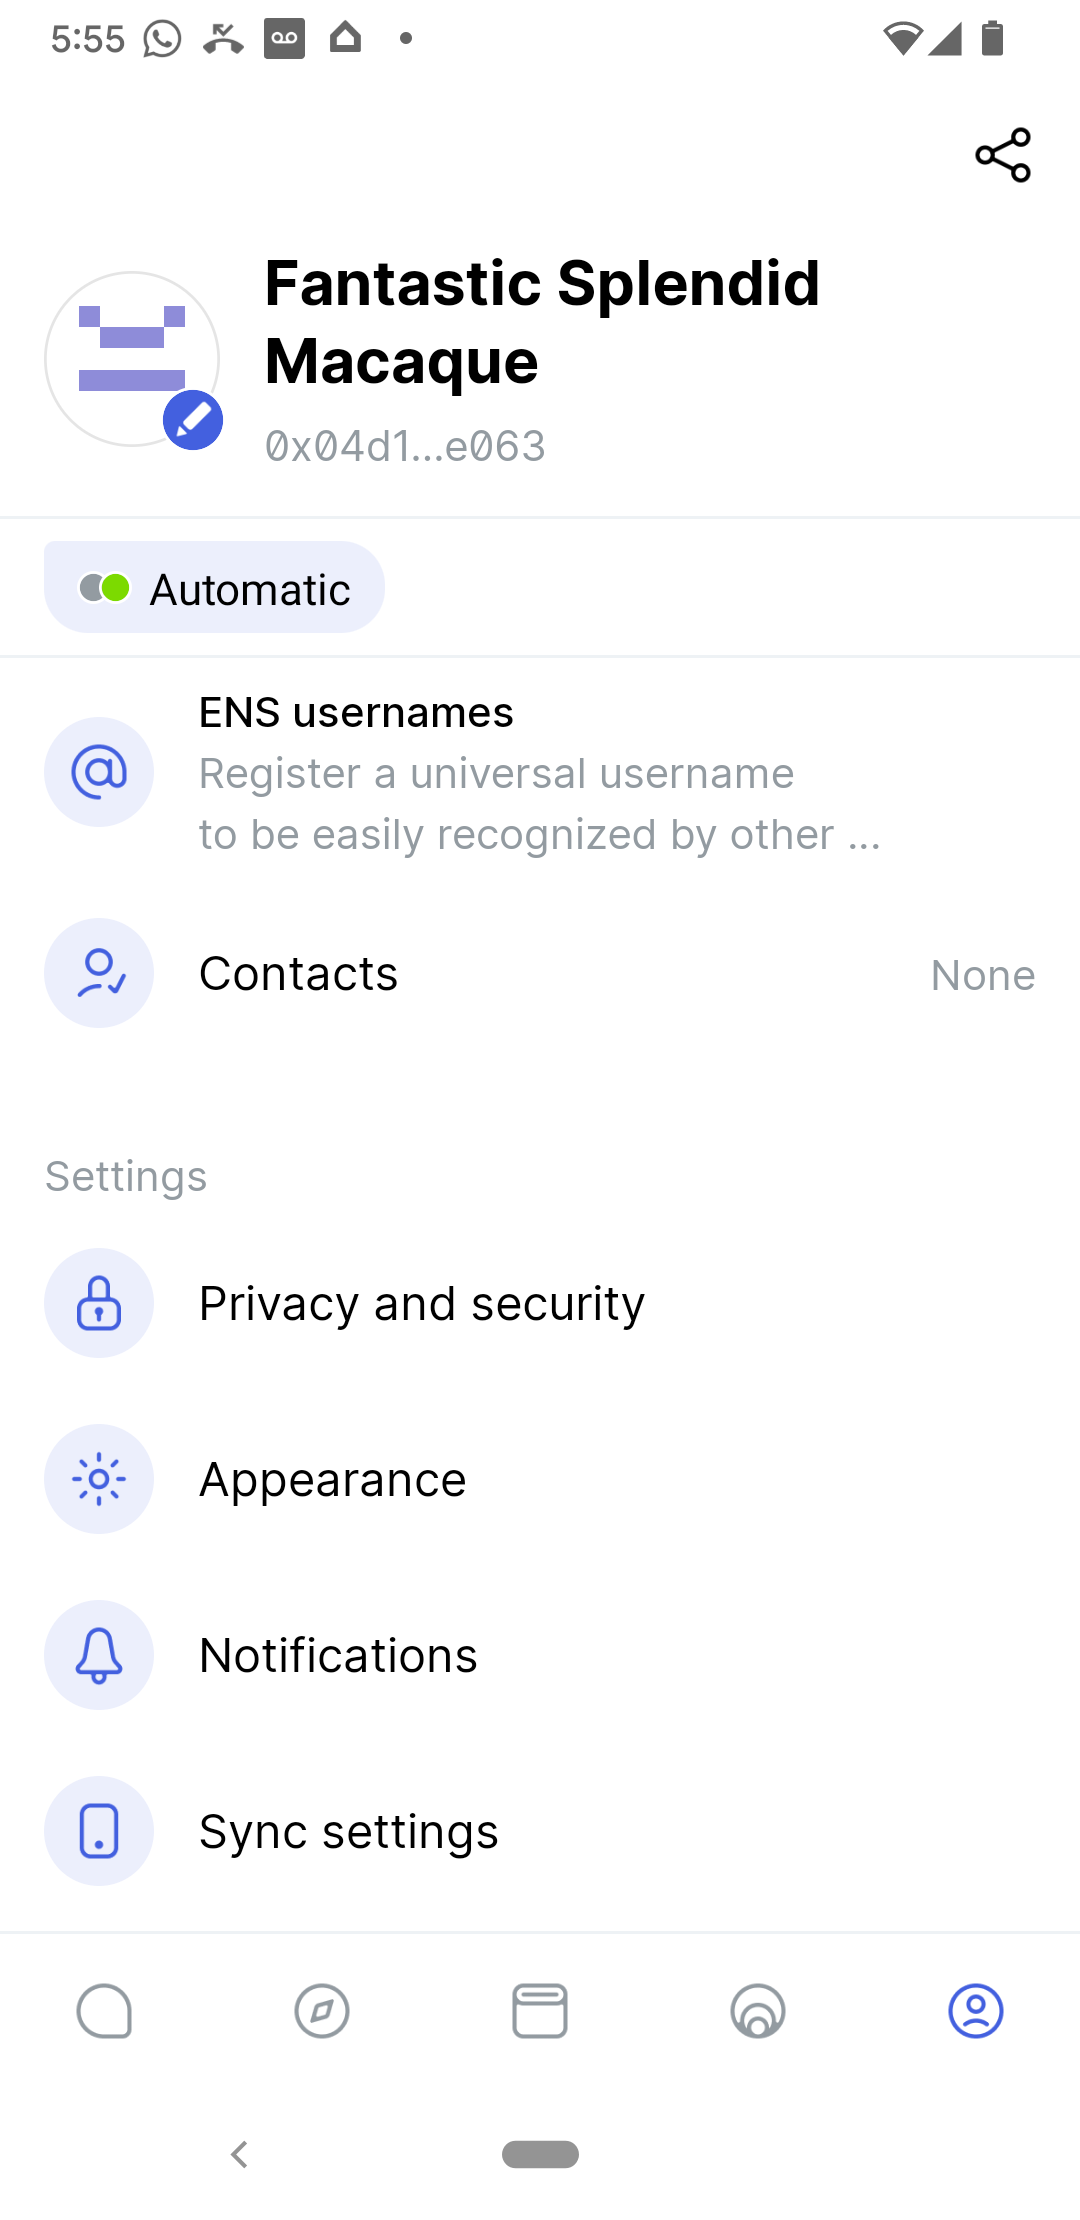 5:55
Fantastic Splendid
Macaque
0x04d1...e063
Automatic
ENS usernames
Register a universal username
to be easily recognized by other ...
Contacts
None
Settings
Privacy and security
Appearance
Notifications
Sync settings